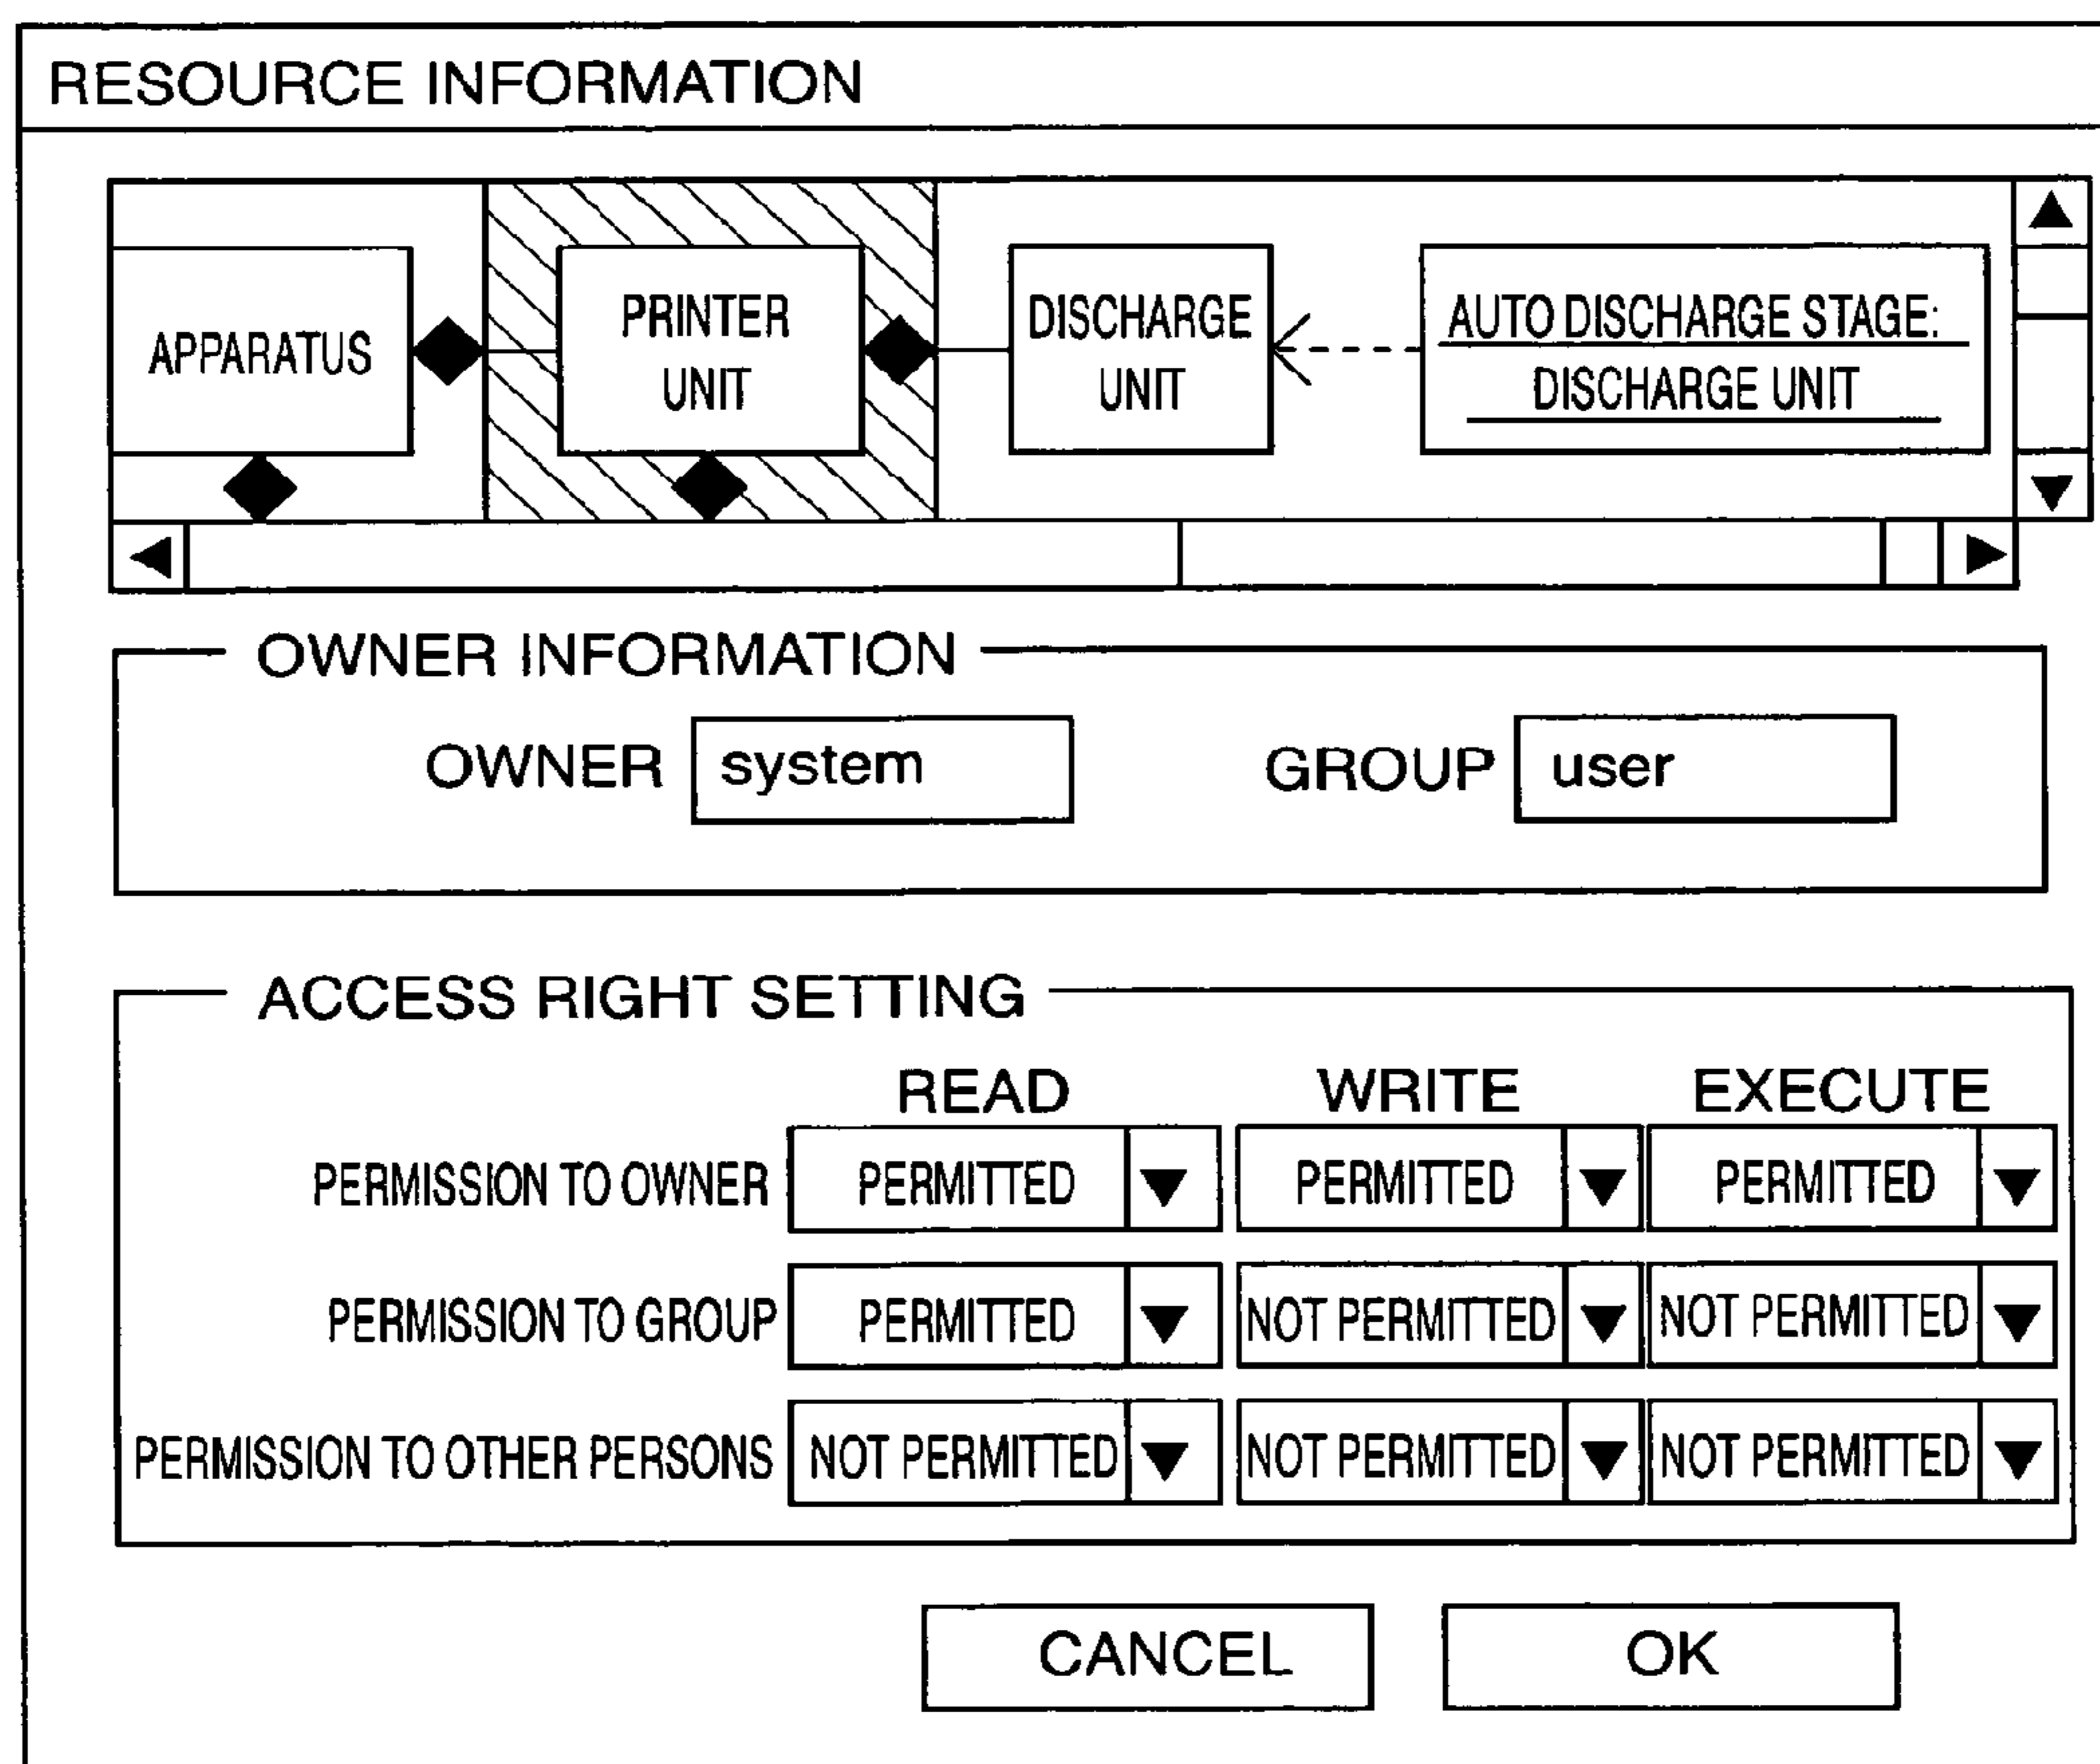 RESOURCE INFORMATION
APPARATUS
PRINTER
UNIT
DISCHARGE
UNIT
AUTO DISCHARGE STAGE:
DISCHARGE UNIT
OWNER INFORMATION
OWNER system GROUP user
ACCESS RIGHT SETTING
READ WRITE EXECUTE
PERMISSION TO OWNER PERMITTED PERMITTED PERMITTED
PERMISSION TO GROUP PERMITTED NOT PERMITTED NOT PERMITTED
PERMISSION TO OTHER PERSONS NOT PERMITTED NOT PERMITTED NOT PERMITTED
CANCEL OK